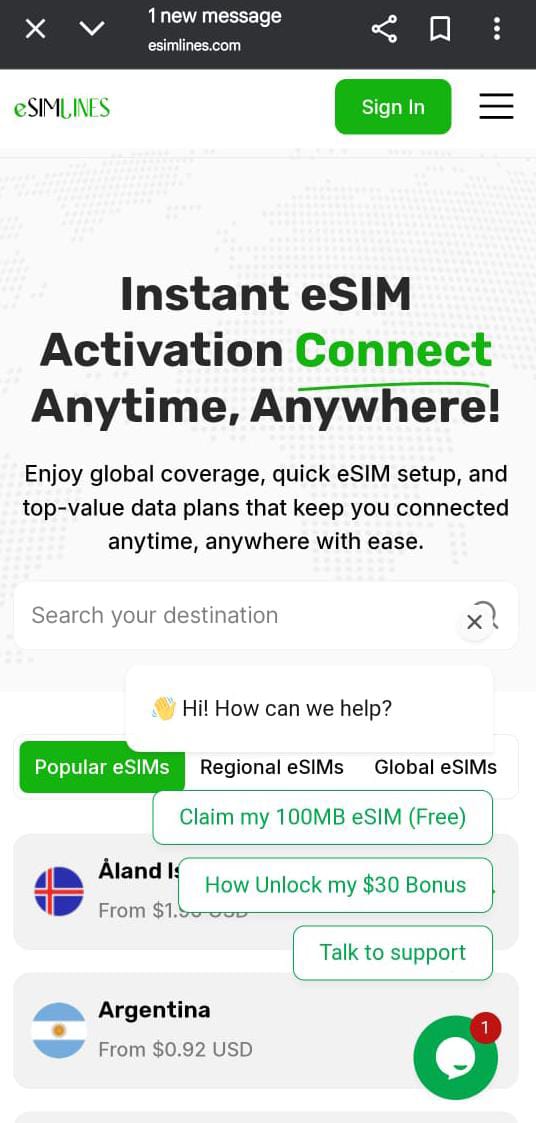 1 new message
esimlines.com
eSIMLINES
Sign In
Instant eSIM
Activation Connect
Anytime, Anywhere!
Enjoy global coverage, quick eSIM setup, and
top-value data plans that keep you connected
anytime, anywhere with ease.
Search your destination
👋 Hi! How can we help?
Popular eSIMs
Regional eSIMs
Global eSIMs
Claim my 100MB eSIM (Free)
Åland
How Unlock my $30 Bonus
From
USD
Talk to support
Argentina
From $0.92 USD
1